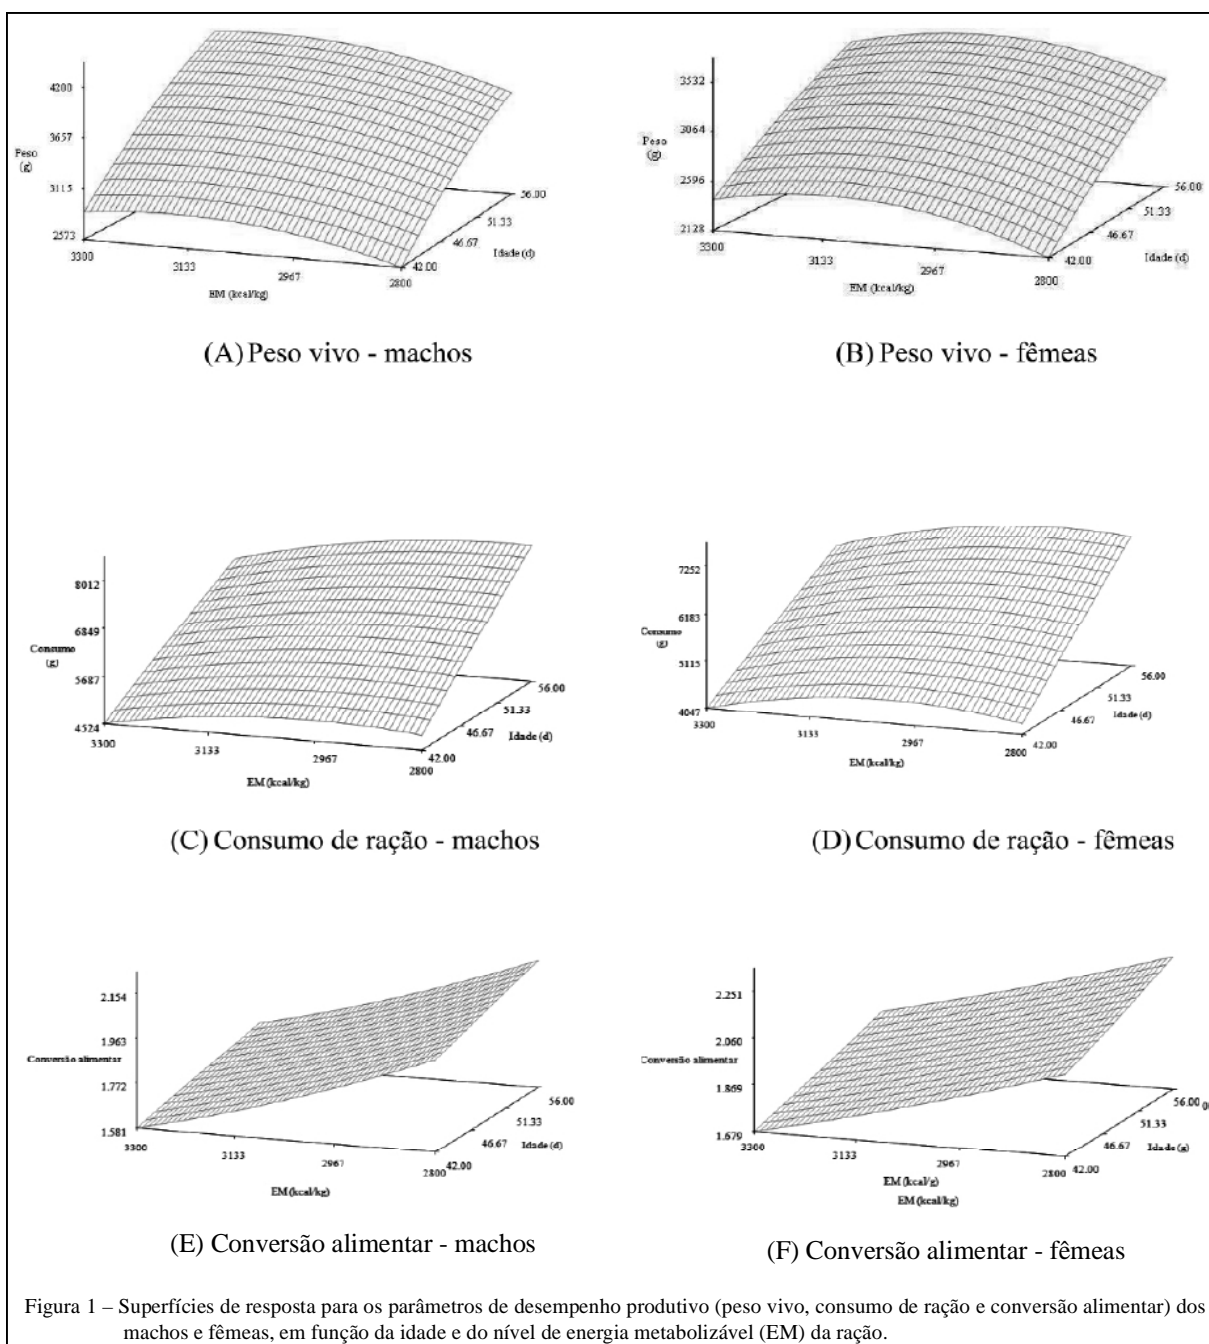 4200
3657
Peso
(g)
3115
2573
3300
3133
2967
2800
EM (kcal/kg)
42.00
46.67
51.33
56.00
Idade (d)
(A) Peso vivo - machos
3532
3064
Peso
(g)
2596
2128
3300
3133
2967
2800
EM (kcal/kg)
42.00
46.67
51.33
56.00
Idade (d)
(B) Peso vivo - fêmeas
8012
6849
Consumo
(g)
5687
4524
3300
3133
2967
2800
EM (kcal/kg)
42.00
46.67
51.33
56.00
Idade (d)
(C) Consumo de ração - machos
7252
6183
Consumo
(g)
5115
4047
3300
3133
2967
2800
EM (kcal/kg)
42.00
46.67
51.33
56.00
Idade (d)
(D) Consumo de ração - fêmeas
2.154
1.963
Conversão alimentar
1.772
1.581
3300
3133
2967
2800
EM (kcal/kg)
42.00
46.67
51.33
56.00
Idade (d)
(E) Conversão alimentar - machos
2.251
2.060
Conversão alimentar
1.869
1.679
3300
3133
2967
2800
EM (kcal/g)
EM (kcal/kg)
42.00
46.67
51.33
56.00
Idade (g)
(F) Conversão alimentar - fêmeas
Figura 1 – Superfícies de resposta para os parâmetros de desempenho produtivo (peso vivo, consumo de ração e conversão alimentar) dos
machos e fêmeas, em função da idade e do nível de energia metabolizável (EM) da ração.